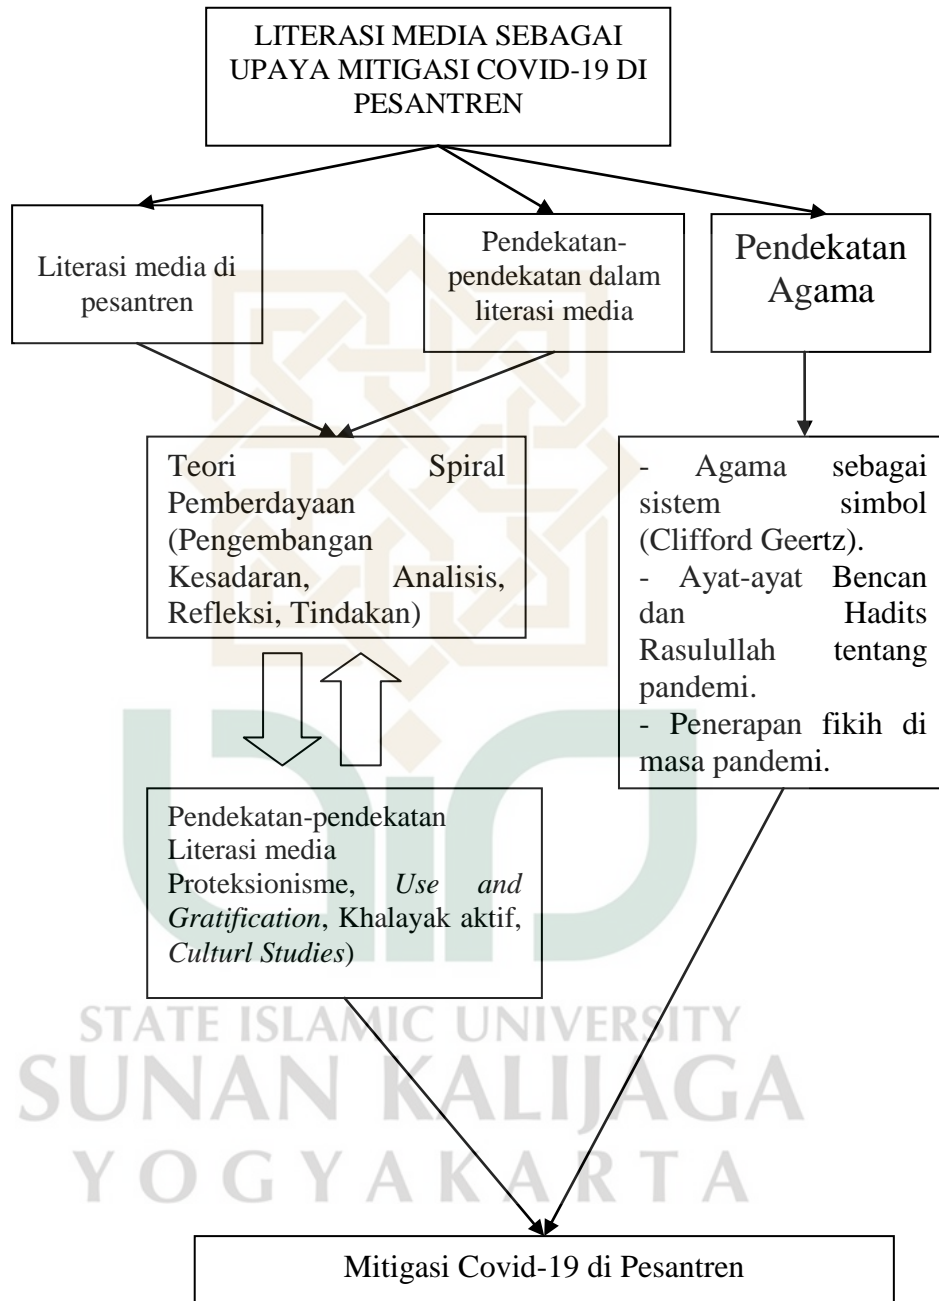 LITERASI MEDIA SEBAGAI
UPAYA MITIGASI COVID-19 DI
PESANTREN
Literasi media di
pesantren
Pendekatan-
pendekatan dalam
literasi media
Pendekatan
Agama
Teori Spiral
Pemberdayaan
(Pengembangan
Kesadaran, Analisis,
Refleksi, Tindakan)
- Agama sebagai
sistem simbol
(Clifford Geertz).
- Ayat-ayat Bencan
dan Hadits
Rasulullah tentang
pandemi.
- Penerapan fikih di
masa pandemi.
Pendekatan-pendekatan
Literasi media
Proteksionisme, Use and
Gratification, Khalayak aktif,
Culturl Studies)
STATE ISLAMIC UNIVERSITY
SUNAN KALIJAGA
YOGYAKARTA
Mitigasi Covid-19 di Pesantren